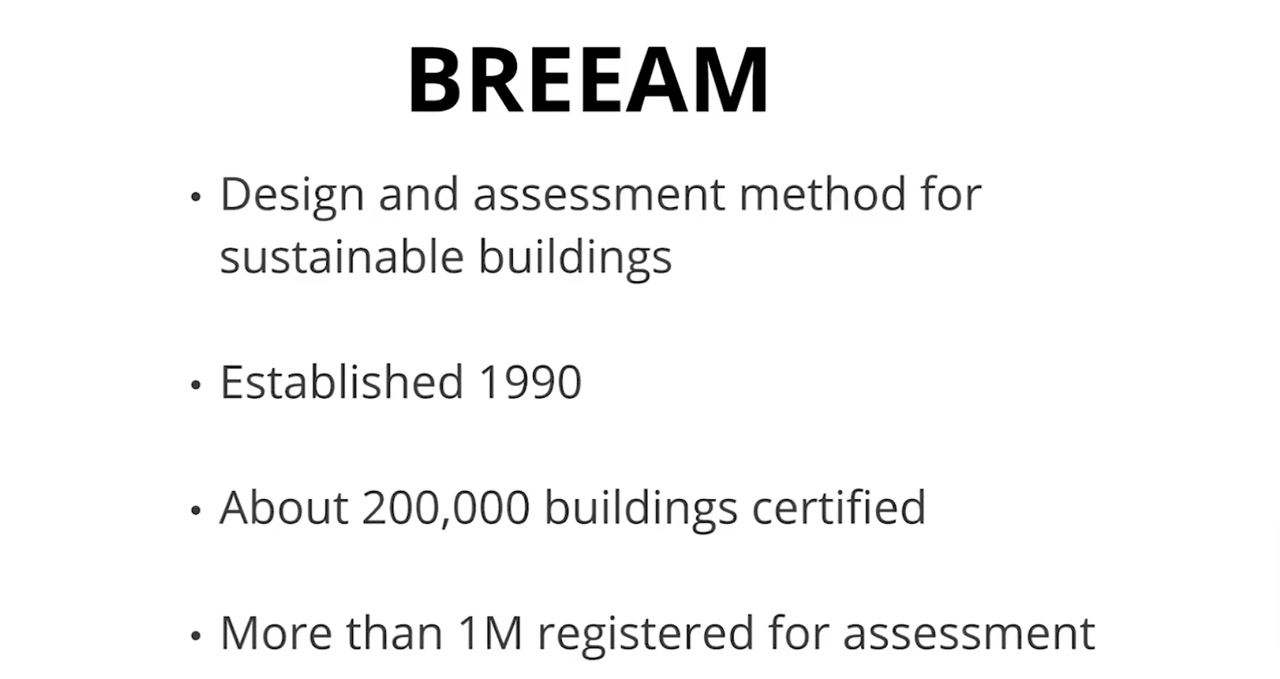 BREEAM
• Design and assessment method for
sustainable buildings
• Established 1990
• About 200,000 buildings certified
• More than 1M registered for assessment